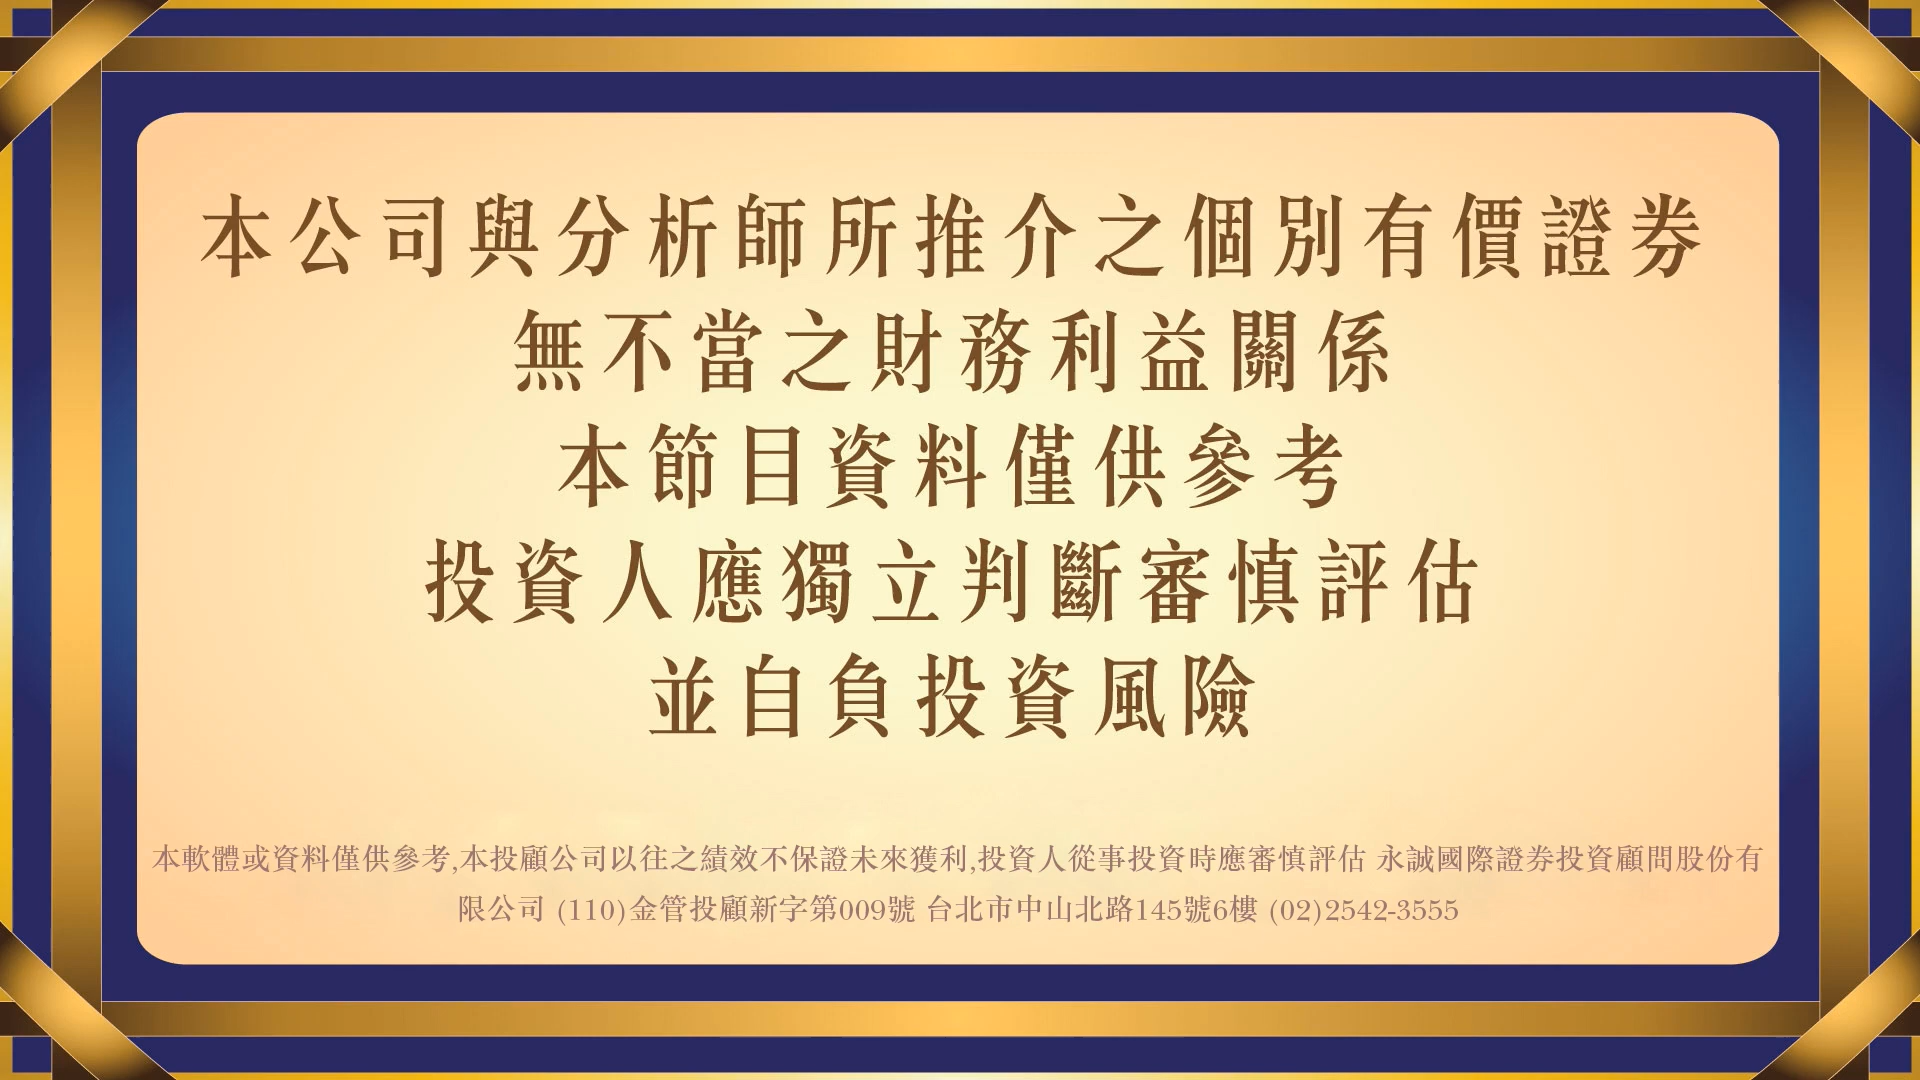 本公司與分析師所推介之個別有價證券
無不當之財務利益關係
本節目資料僅供參考
投資人應獨立判斷審慎評估
並自負投資風險
本軟體或資料僅供參考,本投顧公司以往之績效不保證未來獲利,投資人從事投資時應審慎評估 永誠國際證券投資顧問股份有
限公司 (110)金管投顧新字第009號 台北市中山北路145號6樓 (02)2542-3555